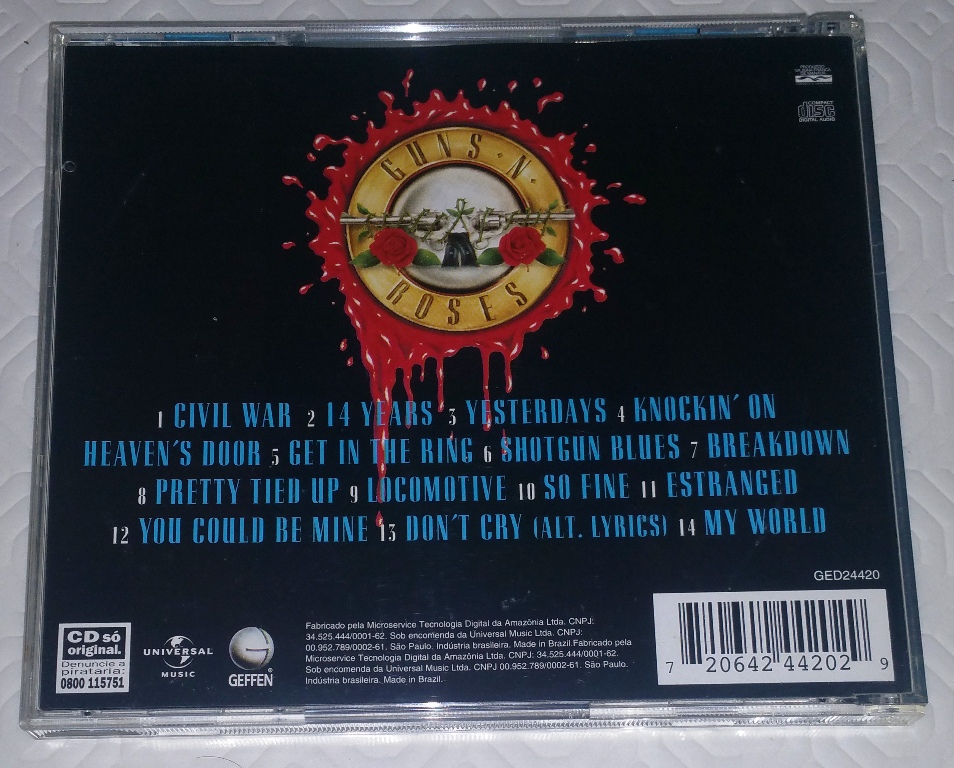 GUNS · N ·
ROSES
COMPACT
disc
DIGITAL AUDIO
1 CIVIL WAR 2 14 YEARS 3 YESTERDAYS 4 KNOCKIN' ON
HEAVEN'S DOOR 5 GET IN THE RING 6 SHOTGUN BLUES 7 BREAKDOWN
8 PRETTY TIED UP 9 LOCOMOTIVE 10 SO FINE 11 ESTRANGED
12 YOU COULD BE MINE 13 DON'T CRY (ALT. LYRICS) 14 MY WORLD
GED24420
CD só
original.
Denuncie a
pirataria:
0800 115751
UNIVERSAL
MUSIC
G
GEFFEN
Fabricado pela Microservice Tecnologia Digital da Amazônia Ltda. CNPJ:
34.525.444/0001-62. Sob encomenda da Universal Music Ltda. CNPJ:
00.952.789/0002-61. São Paulo. Indústria brasileira. Made in Brazil.Fabricado pela
Microservice Tecnologia Digital da Amazônia Ltda. CNPJ: 34.525.444/0001-62.
Sob encomenda da Universal Music Ltda. CNPJ 00.952.789/0002-61. São Paulo.
Indústria brasileira. Made in Brazil.
7 20642 44202 9